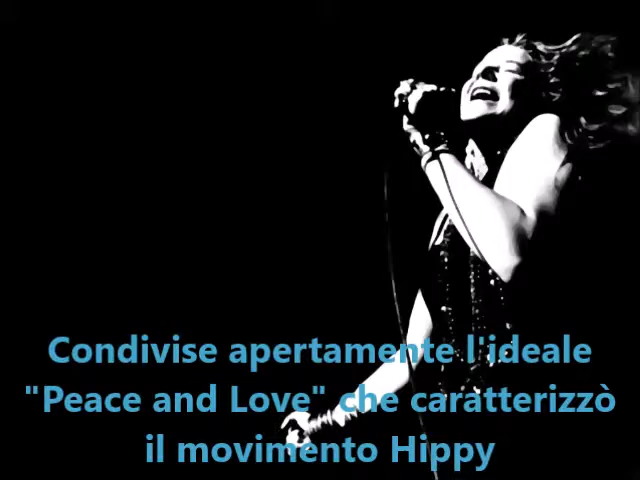 Condivise apertamente l'ideale
"Peace and Love" che caratterizzò
il movimento Hippy